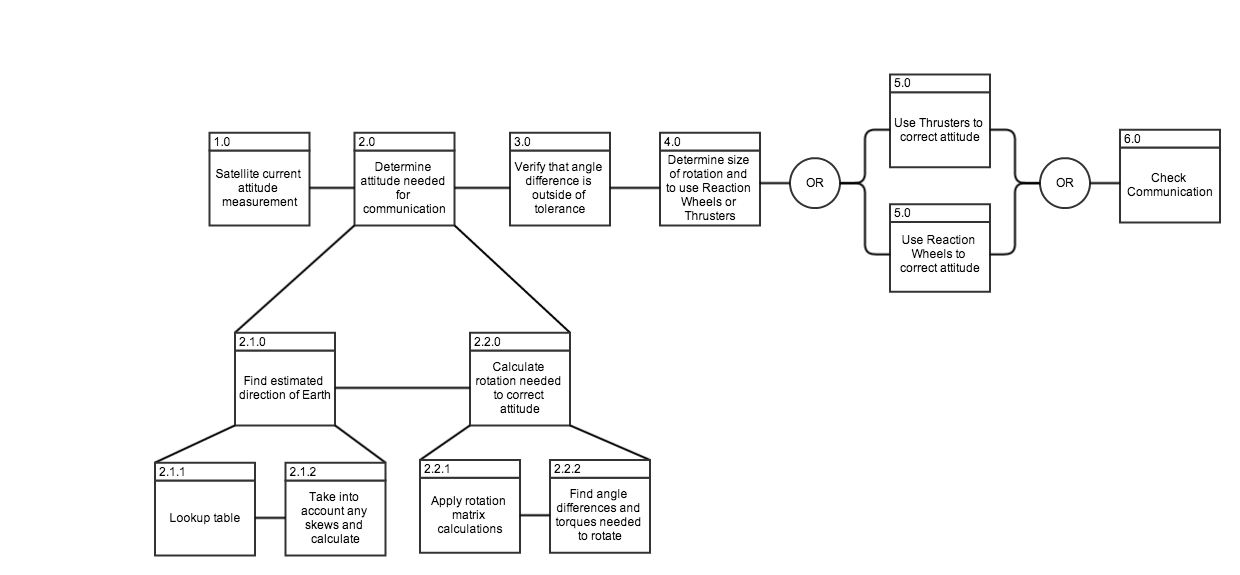 1.0
Satellite current
attitude
measurement
2.0
Determine
attitude needed
for
communication
3.0
Verify that angle
difference is
outside of
tolerance
4.0
Determine size
of rotation and
to use Reaction
Wheels or
Thrusters
OR
5.0
Use Thrusters to
correct attitude
5.0
Use Reaction
Wheels to
correct attitude
OR
6.0
Check
Communication
2.1.0
Find estimated
direction of Earth
2.2.0
Calculate
rotation needed
to correct
attitude
2.1.1
Lookup table
2.1.2
Take into
account any
skews and
calculate
2.2.1
Apply rotation
matrix
calculations
2.2.2
Find angle
differences and
torques needed
to rotate